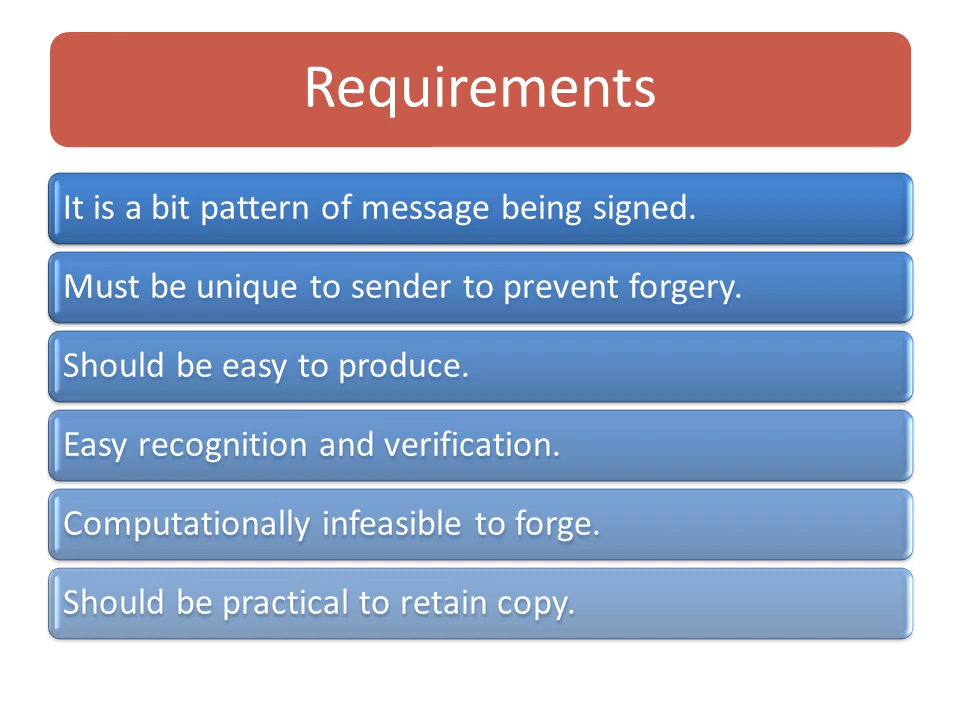 Requirements
It is a bit pattern of message being signed.
Must be unique to sender to prevent forgery.
Should be easy to produce.
Easy recognition and verification.
Computationally infeasible to forge.
Should be practical to retain copy.